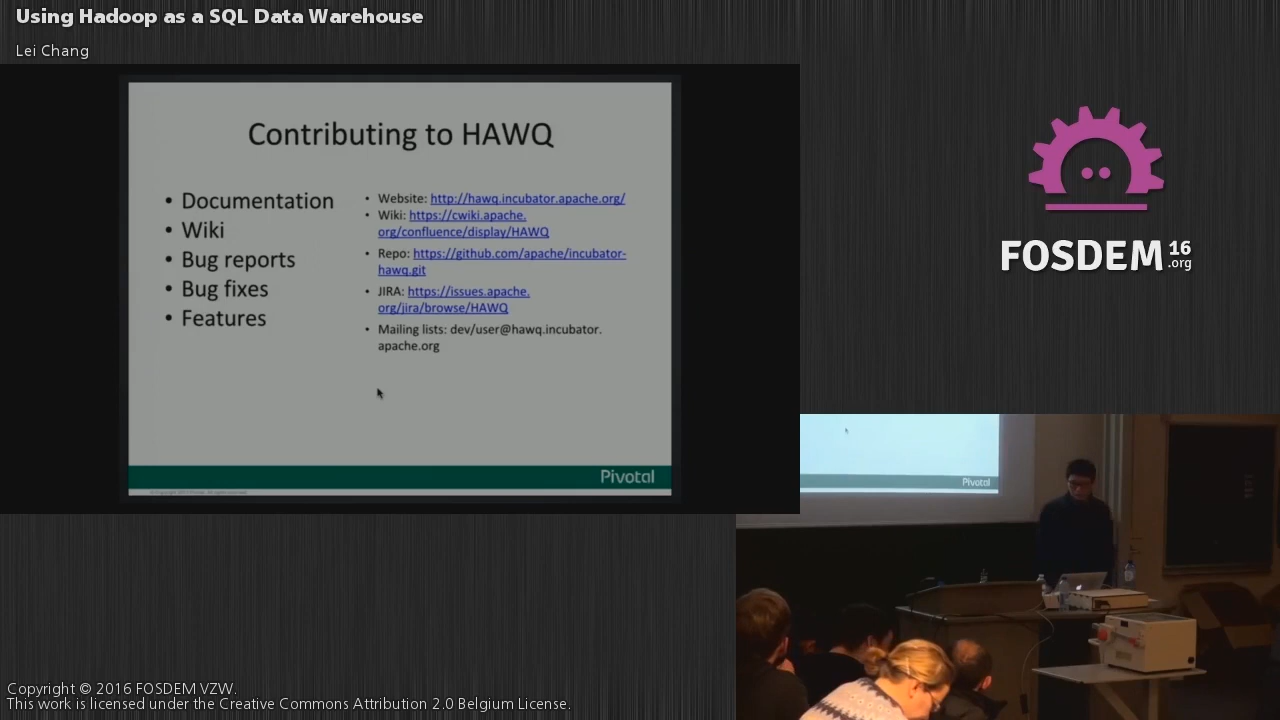 Using Hadoop as a SQL Data Warehouse
Lei Chang
Contributing to HAWQ
• Documentation
• Wiki
• Bug reports
• Bug fixes
• Features
• Website: http://hawq.incubator.apache.org/
• Wiki: https://cwiki.apache.
org/confluence/display/HAWQ
• Repo: https://github.com/apache/incubator-
hawq.git
• JIRA: https://issues.apache.
org/jira/browse/HAWQ
• Mailing lists: dev/user@hawq.incubator.
apache.org
Pivotal
FOSDEM 16
.org
Pivotal
Copyright © 2016 FOSDEM VZW.
This work is licensed under the Creative Commons Attribution 2.0 Belgium License.